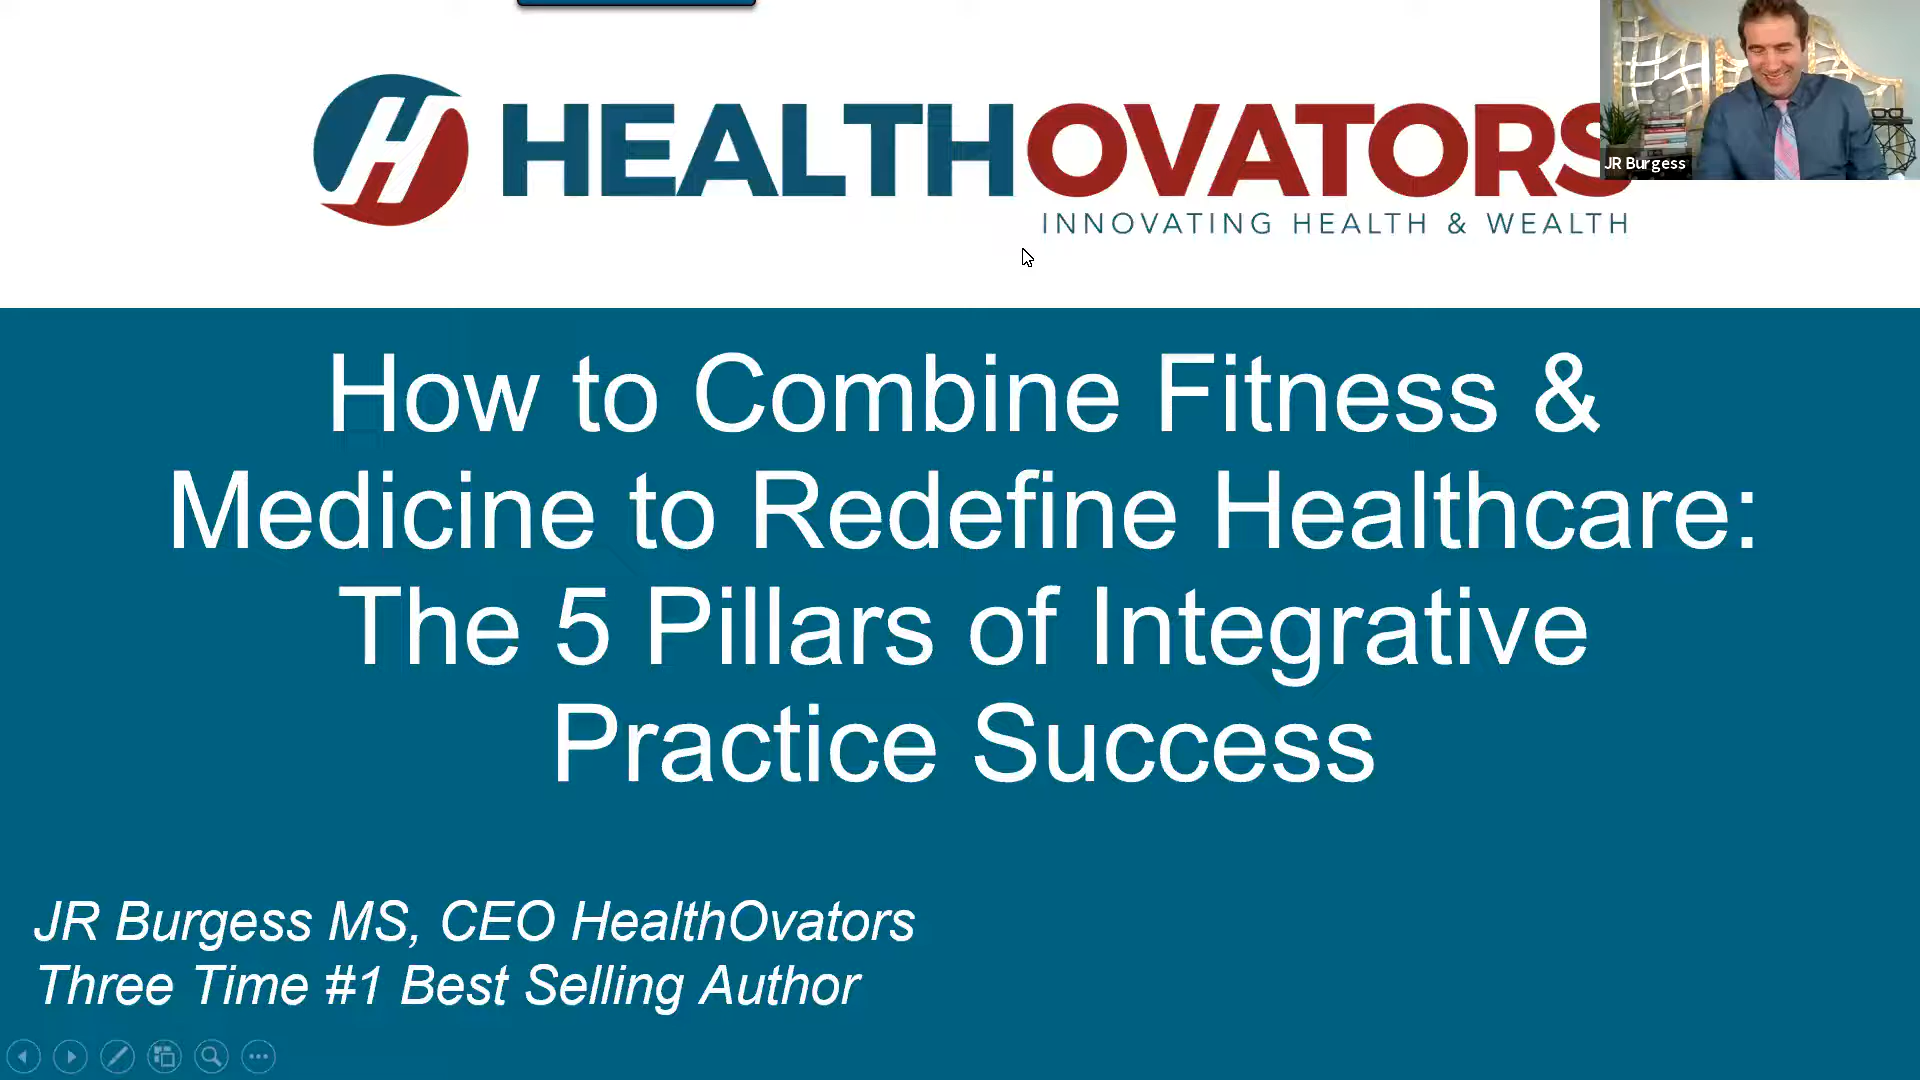 HEALTHOVATORS
INNOVATING HEALTH & WEALTH
JR Burgess
How to Combine Fitness &
Medicine to Redefine Healthcare:
The 5 Pillars of Integrative
Practice Success
JR Burgess MS, CEO HealthOvators
Three Time #1 Best Selling Author